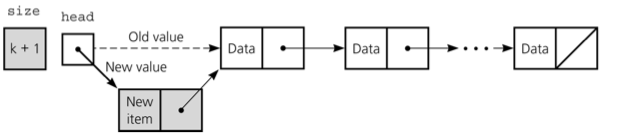 size
head
k + 1
Old value
New value
Data
Data
Data
New
item